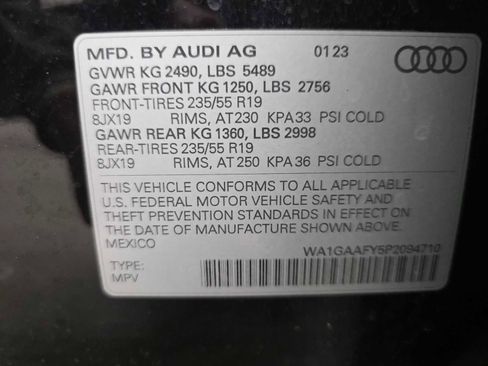 MFD. BY AUDI AG 01 23
GVWR KG 2490, LBS 5489
GAWR FRONT KG 1250, LBS 2756
FRONT-TIRES 235/55 R19
8JX19 RIMS, AT 230 KPA 33 PSI COLD
GAWR REAR KG 1360, LBS 2998
REAR-TIRES 235/55 R19
8JX19 RIMS, AT 250 KPA 36 PSI COLD
THIS VEHICLE CONFORMS TO ALL APPLICABLE
U.S. FEDERAL MOTOR VEHICLE SAFETY AND
THEFT PREVENTION STANDARDS IN EFFECT ON
THE DATE OF MANUFACTURE SHOWN ABOVE.
MEXICO
WA1GAAFY5P2094710
TYPE:
MPV